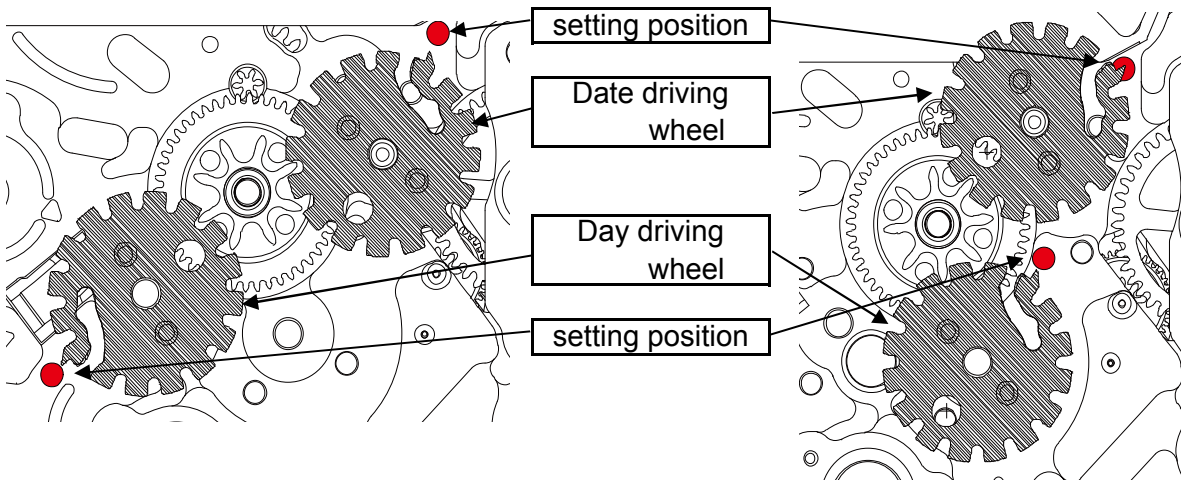 setting position
Date driving
wheel
Day driving
wheel
setting position